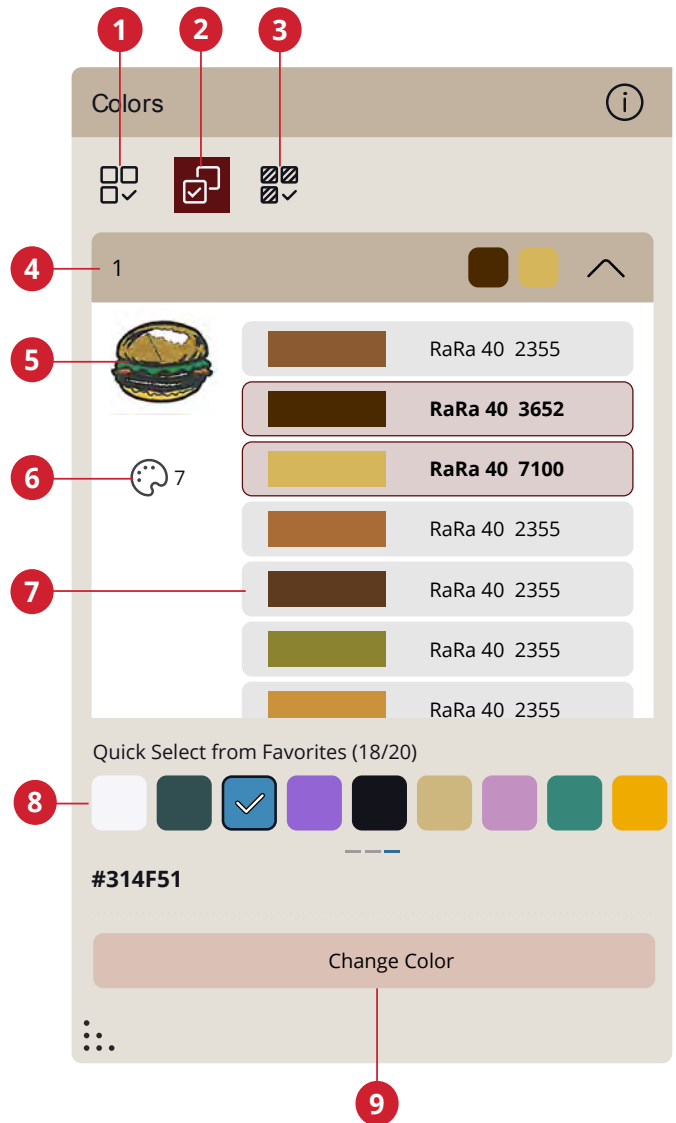 1 2 3
Colors
4 1
5
RaRa 40 2355
RaRa 40 3652
6 7 RaRa 40 7100
RaRa 40 2355
7 RaRa 40 2355
RaRa 40 2355
RaRa 40 2355
Quick Select from Favorites (18/20)
8
#314F51
Change Color
9